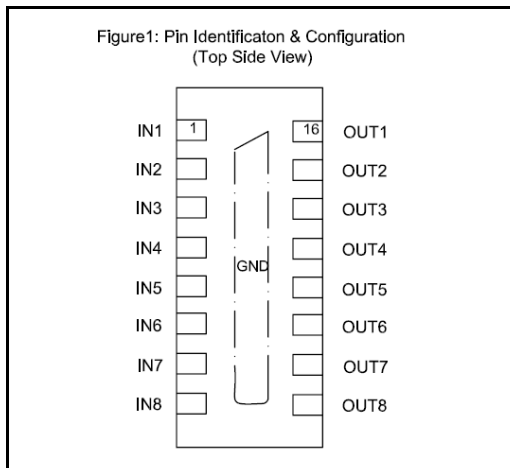 Figure1: Pin Identificaton & Configuration
(Top Side View)
IN1 1 16 OUT1
IN2 OUT2
IN3 OUT3
IN4 OUT4
GND
IN5 OUT5
IN6 OUT6
IN7 OUT7
IN8 OUT8